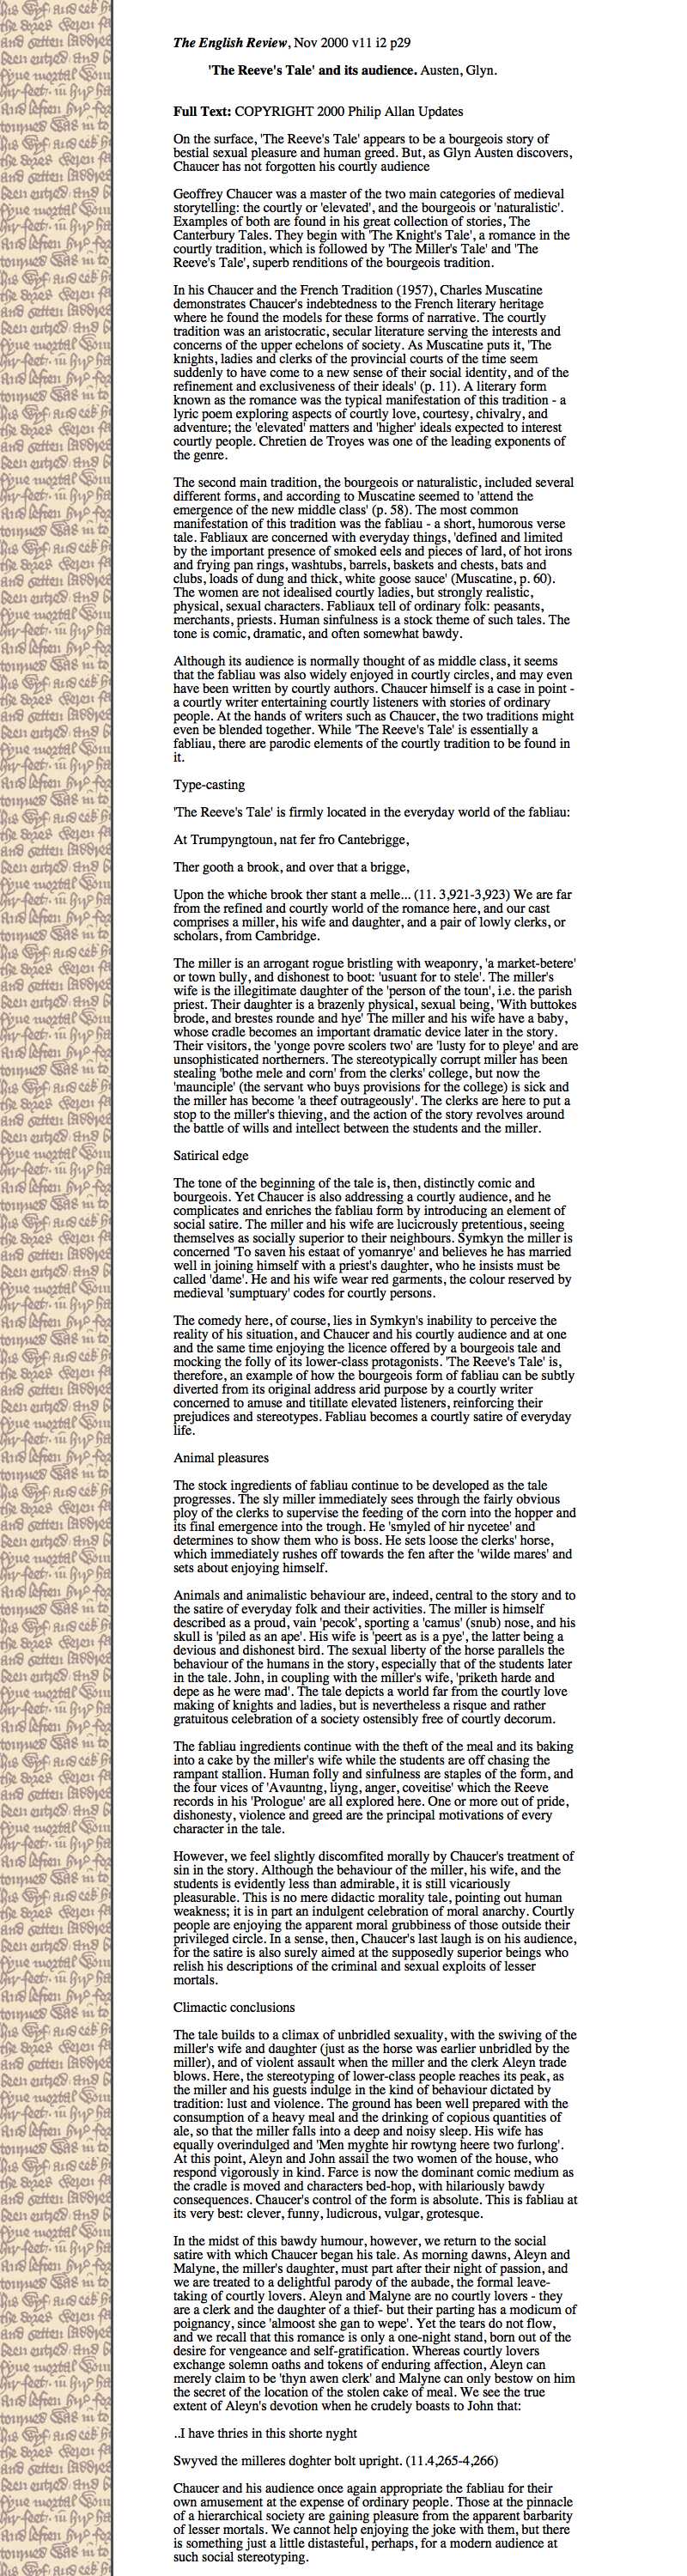 The English Review, Nov 2000 v11 i2 p29
'The Reeve's Tale' and its audience. Austen, Glyn.
Full Text: COPYRIGHT 2000 Philip Allan Updates
On the surface, 'The Reeve's Tale' appears to be a bourgeois story of
bestial sexual pleasure and human greed. But, as Glyn Austen discovers,
Chaucer has not forgotten his courtly audience
Geoffrey Chaucer was a master of the two main categories of medieval
storytelling: the courtly or 'elevated', and the bourgeois or 'naturalistic'.
Examples of both are found in his great collection of stories, The
Canterbury Tales. They begin with 'The Knight's Tale', a romance in the
courtly tradition, which is followed by 'The Miller's Tale' and 'The
Reeve's Tale', superb renditions of the bourgeois tradition.
In his Chaucer and the French Tradition (1957), Charles Muscatine
demonstrates Chaucer's indebtedness to the French literary heritage
where he found the models for these forms of narrative. The courtly
tradition was an aristocratic, secular literature serving the interests and
concerns of the upper echelons of society. As Muscatine puts it, 'The
knights, ladies and clerks of the provincial courts of the time seem
suddenly to have come to a new sense of their social identity, and of the
refinement and exclusiveness of their ideals' (p. 11). A literary form
known as the romance was the typical manifestation of this tradition - a
lyric poem exploring aspects of courtly love, courtesy, chivalry, and
adventure; the 'elevated' matters and 'higher' ideals expected to interest
courtly people. Chretien de Troyes was one of the leading exponents of
the genre.
The second main tradition, the bourgeois or naturalistic, included several
different forms, and according to Muscatine seemed to 'attend the
emergence of the new middle class' (p. 58). The most common
manifestation of this tradition was the fabliau - a short, humorous verse
tale. Fabliaux are concerned with everyday things, 'defined and limited
by the important presence of smoked eels and pieces of lard, of hot irons
and frying pan rings, washtubs, barrels, baskets and chests, bats and
clubs, loads of dung and thick, white goose sauce' (Muscatine, p. 60).
The women are not idealised courtly ladies, but strongly realistic,
physical, sexual characters. Fabliaux tell of ordinary folk: peasants,
merchants, priests. Human sinfulness is a stock theme of such tales. The
tone is comic, dramatic, and often somewhat bawdy.
Although its audience is normally thought of as middle class, it seems
that the fabliau was also widely enjoyed in courtly circles, and may even
have been written by courtly authors. Chaucer himself is a case in point -
a courtly writer entertaining courtly listeners with stories of ordinary
people. At the hands of writers such as Chaucer, the two traditions might
even be blended together. While 'The Reeve's Tale' is essentially a
fabliau, there are parodic elements of the courtly tradition to be found in
it.
Type-casting
'The Reeve's Tale' is firmly located in the everyday world of the fabliau:
At Trumpyngtoun, nat fer fro Cantebrigge,
Ther gooth a brook, and over that a brigge,
Upon the whiche brook ther stant a melle... (11. 3,921-3,923) We are far
from the refined and courtly world of the romance here, and our cast
comprises a miller, his wife and daughter, and a pair of lowly clerks, or
scholars, from Cambridge.
The miller is an arrogant rogue bristling with weaponry, 'a market-betere'
or town bully, and dishonest to boot: 'usuant for to stele'. The miller's
wife is the illegitimate daughter of the 'person of the toun', i.e. the parish
priest. Their daughter is a brazenly physical, sexual being, 'With buttokes
brode, and brestes rounde and hye' The miller and his wife have a baby,
whose cradle becomes an important dramatic device later in the story.
Their visitors, the 'yonge povre scolers two' are 'lusty for to pleye' and are
unsophisticated northerners. The stereotypically corrupt miller has been
stealing 'bothe mele and corn' from the clerks' college, but now the
'maunciple' (the servant who buys provisions for the college) is sick and
the miller has become 'a theef outrageously'. The clerks are here to put a
stop to the miller's thieving, and the action of the story revolves around
the battle of wills and intellect between the students and the miller.
Satirical edge
The tone of the beginning of the tale is, then, distinctly comic and
bourgeois. Yet Chaucer is also addressing a courtly audience, and he
complicates and enriches the fabliau form by introducing an element of
social satire. The miller and his wife are lucicrously pretentious, seeing
themselves as socially superior to their neighbours. Symkyn the miller is
concerned 'To saven his estaat of yomanrye' and believes he has married
well in joining himself with a priest's daughter, who he insists must be
called 'dame'. He and his wife wear red garments, the colour reserved by
medieval 'sumptuary' codes for courtly persons.
The comedy here, of course, lies in Symkyn's inability to perceive the
reality of his situation, and Chaucer and his courtly audience and at one
and the same time enjoying the licence offered by a bourgeois tale and
mocking the folly of its lower-class protagonists. 'The Reeve's Tale' is,
therefore, an example of how the bourgeois form of fabliau can be subtly
diverted from its original address arid purpose by a courtly writer
concerned to amuse and titillate elevated listeners, reinforcing their
prejudices and stereotypes. Fabliau becomes a courtly satire of everyday
life.
Animal pleasures
The stock ingredients of fabliau continue to be developed as the tale
progresses. The sly miller immediately sees through the fairly obvious
ploy of the clerks to supervise the feeding of the corn into the hopper and
its final emergence into the trough. He 'smyled of hir nycetee' and
determines to show them who is boss. He sets loose the clerks' horse,
which immediately rushes off towards the fen after the 'wilde mares' and
sets about enjoying himself.
Animals and animalistic behaviour are, indeed, central to the story and to
the satire of everyday folk and their activities. The miller is himself
described as a proud, vain 'pecok', sporting a 'camus' (snub) nose, and his
skull is 'piled as an ape'. His wife is 'peert as is a pye', the latter being a
devious and dishonest bird. The sexual liberty of the horse parallels the
behaviour of the humans in the story, especially that of the students later
in the tale. John, in coupling with the miller's wife, 'priketh harde and
depe as he were mad'. The tale depicts a world far from the courtly love
making of knights and ladies, but is nevertheless a risque and rather
gratuitous celebration of a society ostensibly free of courtly decorum.
The fabliau ingredients continue with the theft of the meal and its baking
into a cake by the miller's wife while the students are off chasing the
rampant stallion. Human folly and sinfulness are staples of the form, and
the four vices of 'Avauntng, liyng, anger, coveitise' which the Reeve
records in his 'Prologue' are all explored here. One or more out of pride,
dishonesty, violence and greed are the principal motivations of every
character in the tale.
However, we feel slightly discomfited morally by Chaucer's treatment of
sin in the story. Although the behaviour of the miller, his wife, and the
students is evidently less than admirable, it is still vicariously
pleasurable. This is no mere didactic morality tale, pointing out human
weakness; it is in part an indulgent celebration of moral anarchy. Courtly
people are enjoying the apparent moral grubbiness of those outside their
privileged circle. In a sense, then, Chaucer's last laugh is on his audience,
for the satire is also surely aimed at the supposedly superior beings who
relish his descriptions of the criminal and sexual exploits of lesser
mortals.
Climactic conclusions
The tale builds to a climax of unbridled sexuality, with the swiving of the
miller's wife and daughter (just as the horse was earlier unbridled by the
miller), and of violent assault when the miller and the clerk Aleyn trade
blows. Here, the stereotyping of lower-class people reaches its peak, as
the miller and his guests indulge in the kind of behaviour dictated by
tradition: lust and violence. The ground has been well prepared with the
consumption of a heavy meal and the drinking of copious quantities of
ale, so that the miller falls into a deep and noisy sleep. His wife has
equally overindulged and 'Men myghte hir rowtyng heere two furlong'.
At this point, Aleyn and John assail the two women of the house, who
respond vigorously in kind. Farce is now the dominant comic medium as
the cradle is moved and characters bed-hop, with hilariously bawdy
consequences. Chaucer's control of the form is absolute. This is fabliau at
its very best: clever, funny, ludicrous, vulgar, grotesque.
In the midst of this bawdy humour, however, we return to the social
satire with which Chaucer began his tale. As morning dawns, Aleyn and
Malyne, the miller's daughter, must part after their night of passion, and
we are treated to a delightful parody of the aubade, the formal leave-
taking of courtly lovers. Aleyn and Malyne are no courtly lovers - they
are a clerk and the daughter of a thief- but their parting has a modicum of
poignancy, since 'almoost she gan to wepe'. Yet the tears do not flow,
and we recall that this romance is only a one-night stand, born out of the
desire for vengeance and self-gratification. Whereas courtly lovers
exchange solemn oaths and tokens of enduring affection, Aleyn can
merely claim to be 'thyn awen clerk' and Malyne can only bestow on him
the secret of the location of the stolen cake of meal. We see the true
extent of Aleyn's devotion when he crudely boasts to John that:
..I have thries in this shorte nyght
Swyved the milleres doghter bolt upright. (11.4,265-4,266)
Chaucer and his audience once again appropriate the fabliau for their
own amusement at the expense of ordinary people. Those at the pinnacle
of a hierarchical society are gaining pleasure from the apparent barbarity
of lesser mortals. We cannot help enjoying the joke with them, but there
is something just a little distasteful, perhaps, for a modern audience at
such social stereotyping.